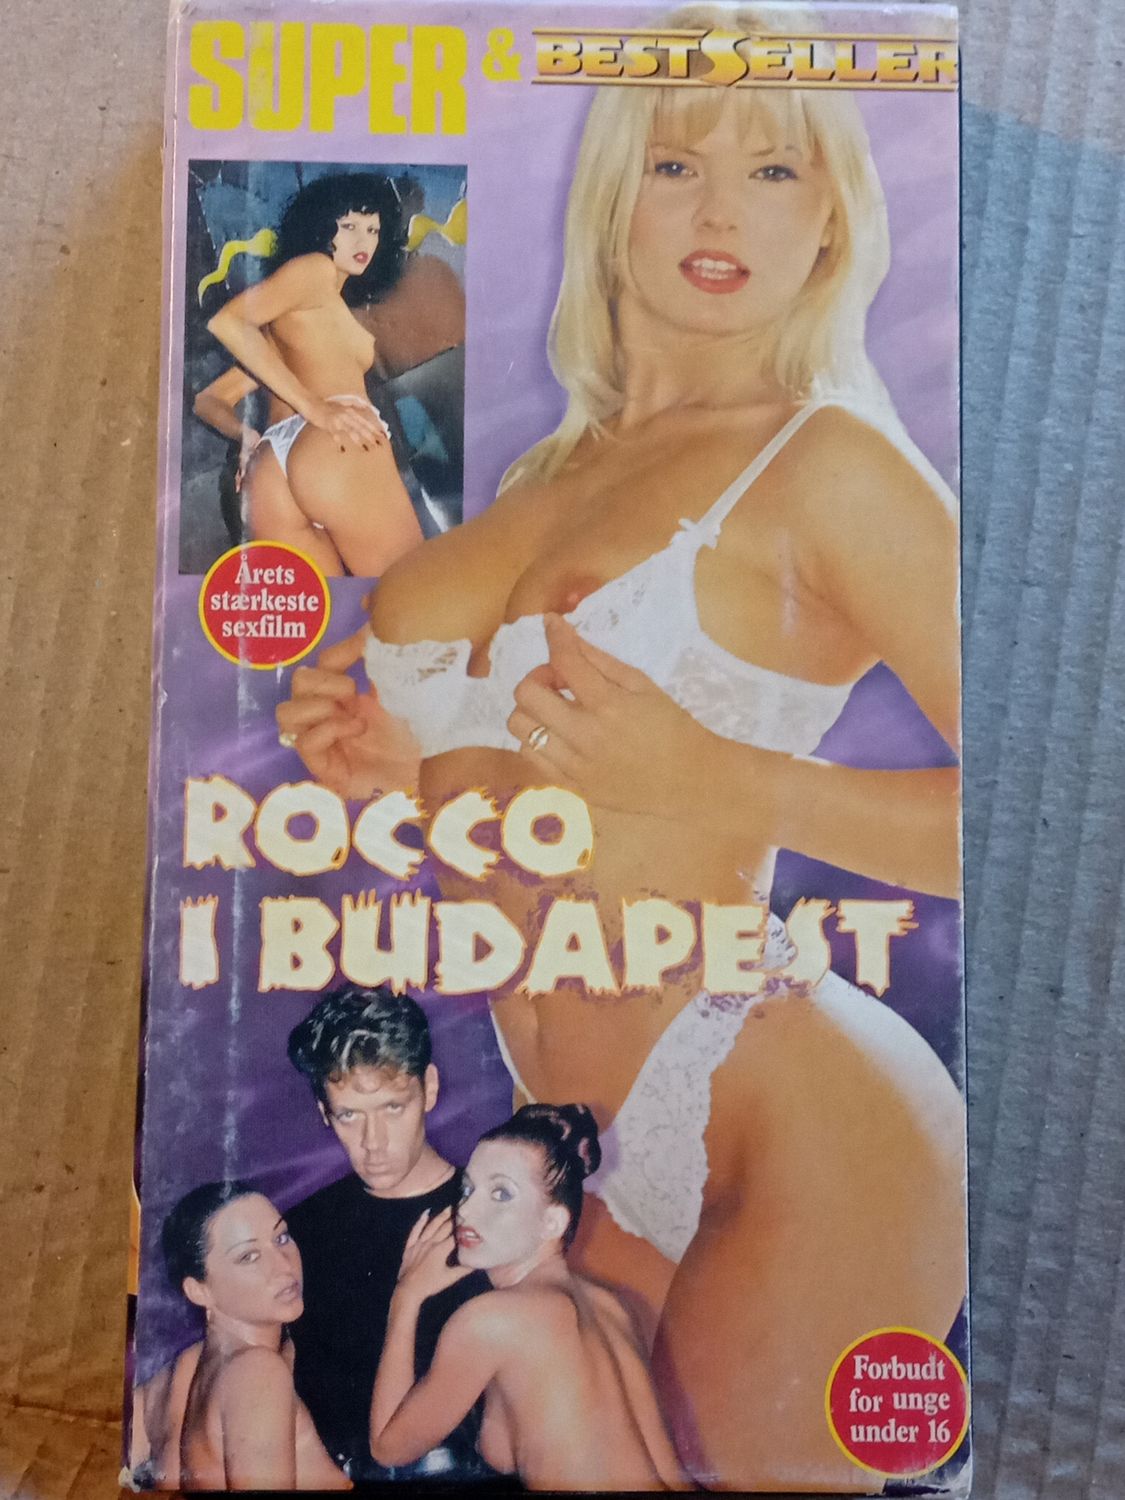 SUPER & BESTSELLER
Årets
stærkeste
sexfilm
ROCCO
I BUDAPEST
Forbudt
for unge
under 16